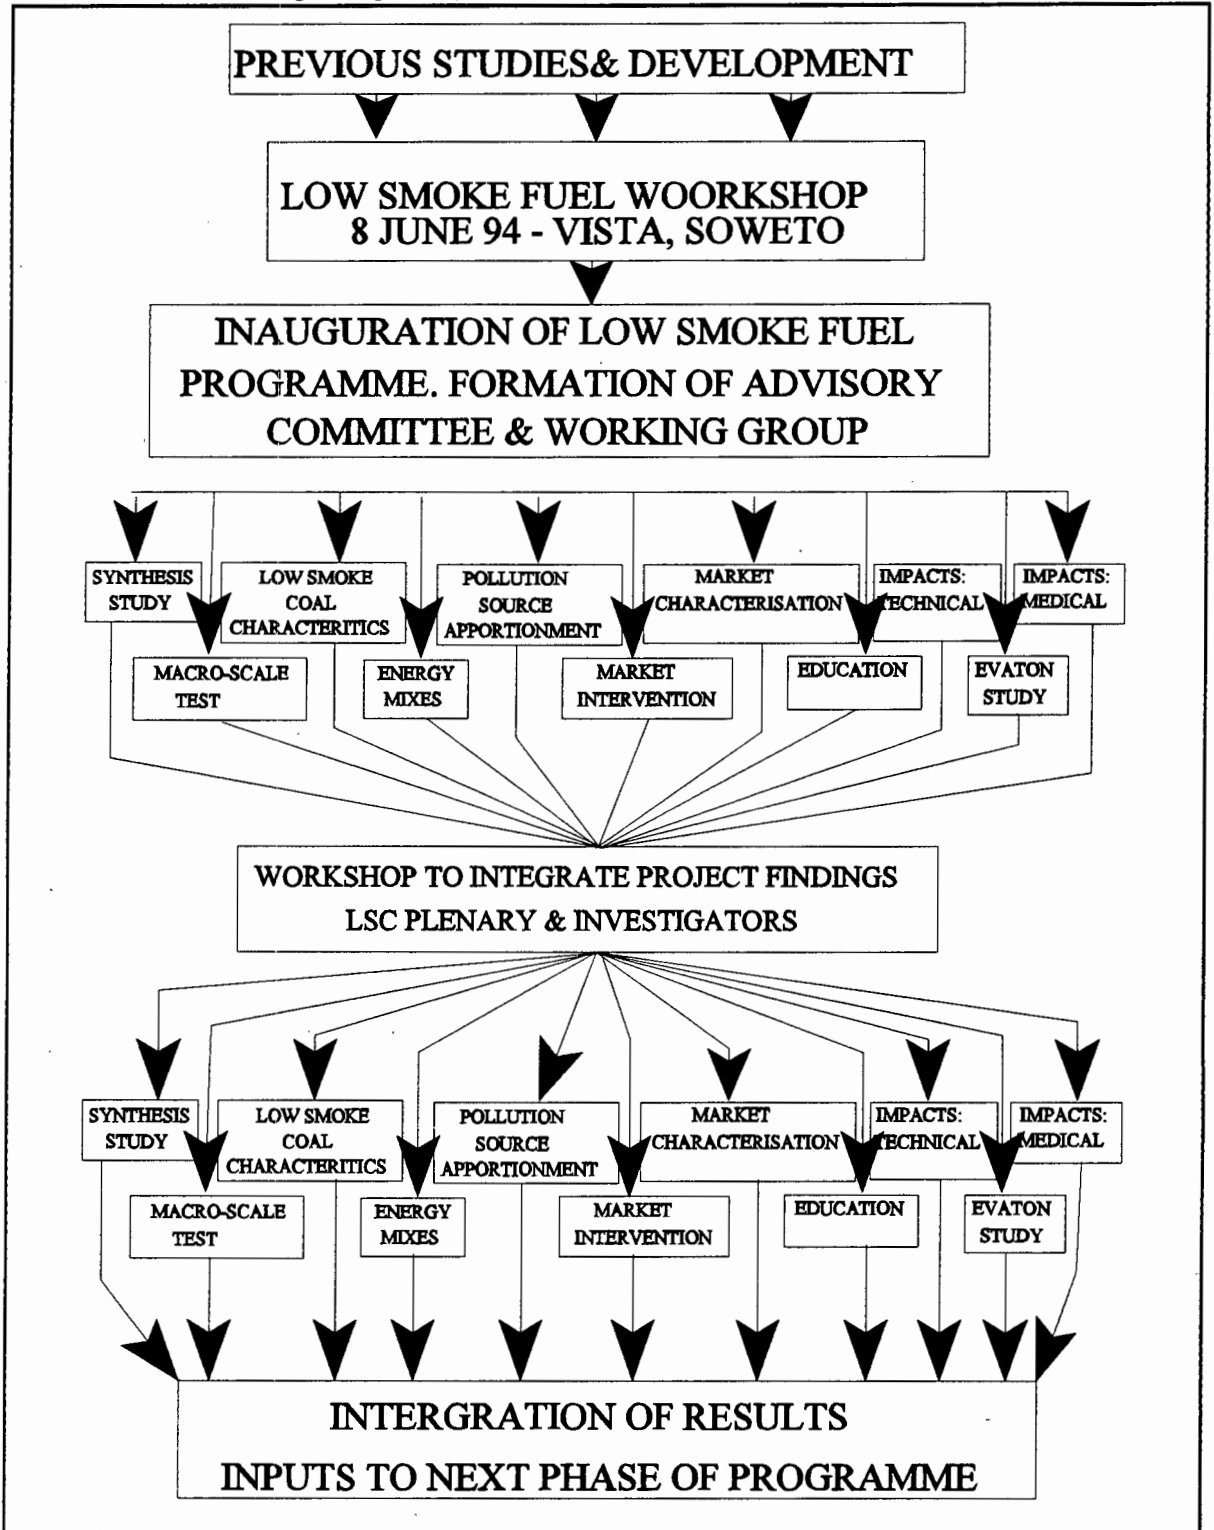 PREVIOUS STUDIES& DEVELOPMENT
LOW SMOKE FUEL WOORKSHOP
8 JUNE 94 - VISTA, SOWETO
INAUGURATION OF LOW SMOKE FUEL
PROGRAMME. FORMATION OF ADVISORY
COMMITTEE & WORKING GROUP
SYNTHESIS
STUDY
LOW SMOKE
COAL
CHARACTERITICS
POLLUTION
SOURCE
APPORTIONMENT
MARKET
CHARACTERISATION
IMPACTS:
TECHNICAL
IMPACTS:
MEDICAL
MACRO-SCALE
TEST
ENERGY
MIXES
MARKET
INTERVENTION
EDUCATION
EVATON
STUDY
WORKSHOP TO INTEGRATE PROJECT FINDINGS
LSC PLENARY & INVESTIGATORS
SYNTHESIS
STUDY
LOW SMOKE
COAL
CHARACTERITICS
POLLUTION
SOURCE
APPORTIONMENT
MARKET
CHARACTERISATION
IMPACTS:
TECHNICAL
IMPACTS:
MEDICAL
MACRO-SCALE
TEST
ENERGY
MIXES
MARKET
INTERVENTION
EDUCATION
EVATON
STUDY
INTERGRATION OF RESULTS
INPUTS TO NEXT PHASE OF PROGRAMME